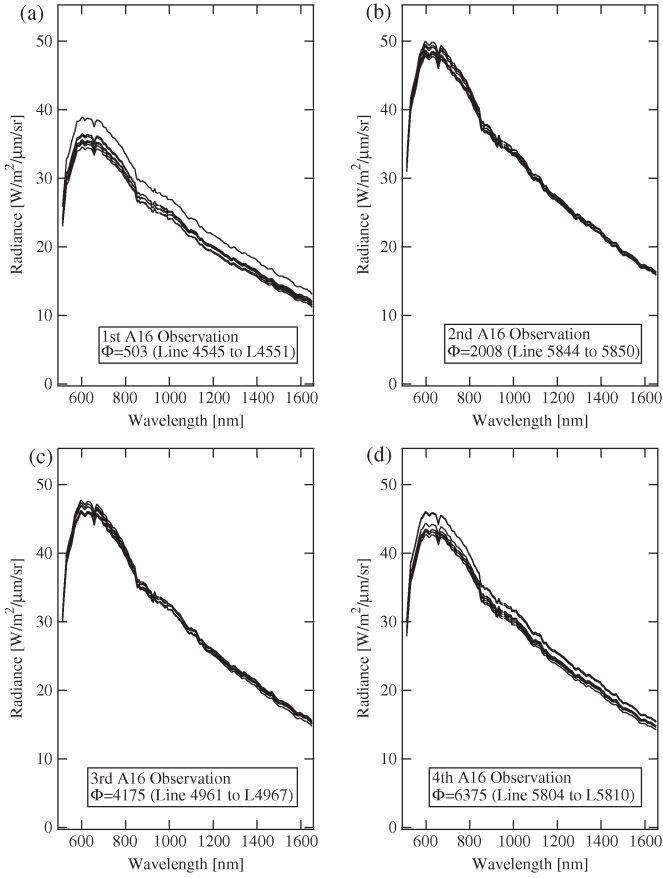 (a)
50
40
30
20
10
0
Radiance [W/m²/μm/sr]
1st A16 Observation
Φ=503 (Line 4545 to L4551)
600 800 1000 1200 1400 1600
Wavelength [nm]
(b)
50
40
30
20
10
0
Radiance [W/m²/μm/sr]
2nd A16 Observation
Φ=2008 (Line 5844 to 5850)
600 800 1000 1200 1400 1600
Wavelength [nm]
(c)
50
40
30
20
10
0
Radiance [W/m²/μm/sr]
3rd A16 Observation
Φ=4175 (Line 4961 to L4967)
600 800 1000 1200 1400 1600
Wavelength [nm]
(d)
50
40
30
20
10
0
Radiance [W/m²/μm/sr]
4th A16 Observation
Φ=6375 (Line 5804 to L5810)
600 800 1000 1200 1400 1600
Wavelength [nm]